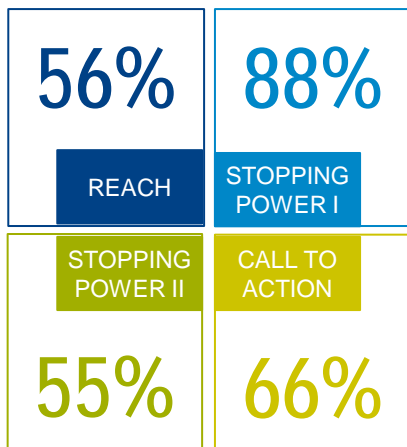 56%
REACH
88%
STOPPING
POWER I
STOPPING
POWER II
55%
CALL TO
ACTION
66%